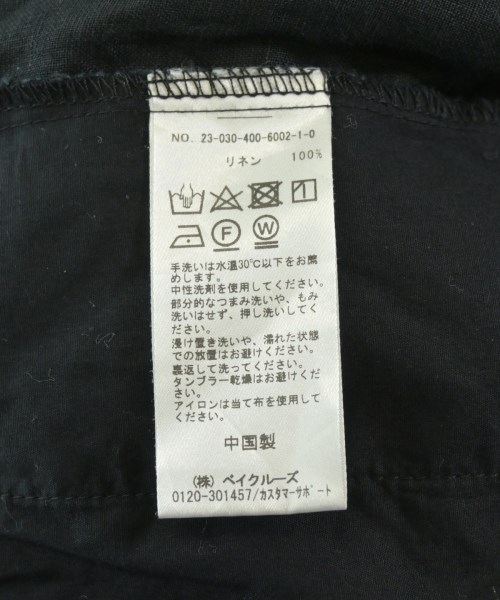 NO. 23-030-400-6002-1-0
リネン 100%
F W
手洗いは水温30℃以下をお薦
めします。
中性洗剤を使用してください。
部分的なつまみ洗いや、もみ
洗いはせず、押し洗いしてく
ださい。
浸け置き洗いや、濡れた状態
での放置はお避けください。
裏返して洗ってください。
タンブラー乾燥はお避けくだ
さい。
アイロンは当て布を使用して
ください。
中国製
(株) ベイクルーズ
0120-301457/カスタマーサポート